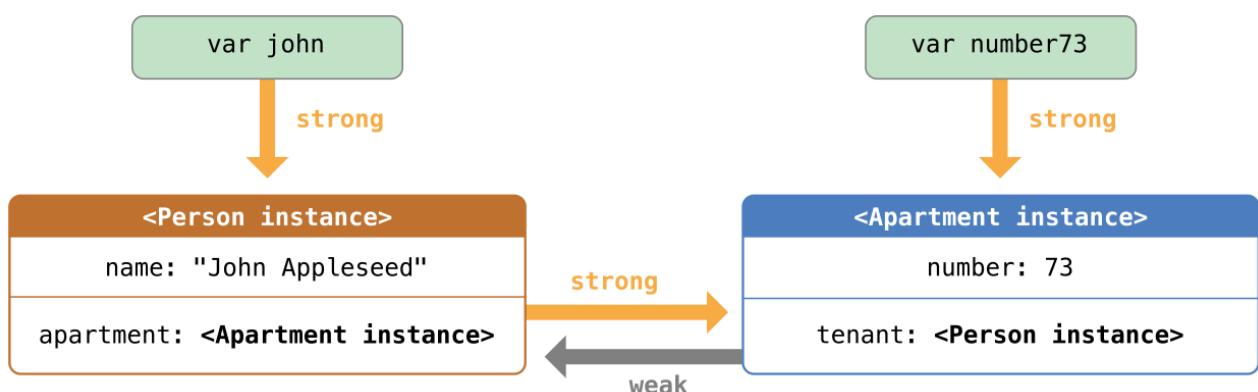 var john
var number73
strong
strong
<Person instance>
<Apartment instance>
name: "John Appleseed"
number: 73
strong
apartment: <Apartment instance>
tenant: <Person instance>
weak